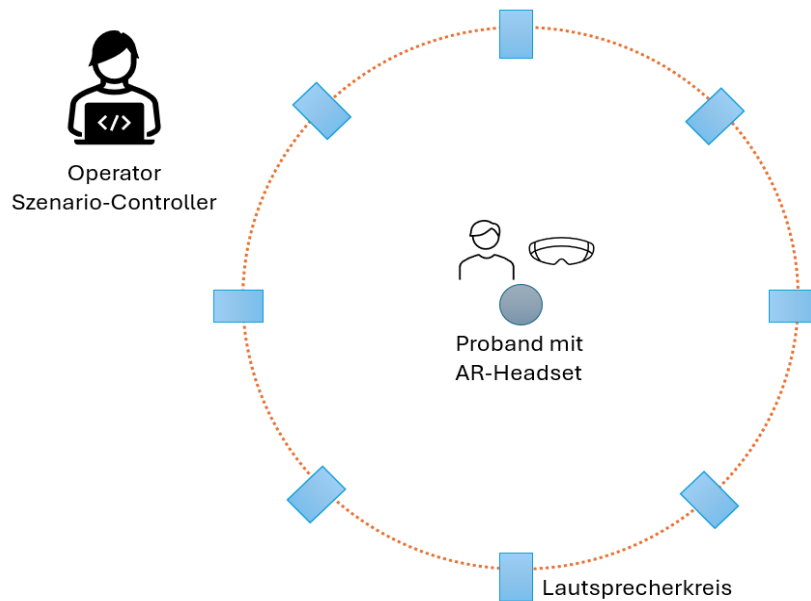 </>
Operator
Szenario-Controller
Proband mit
AR-Headset
Lautsprecherkreis